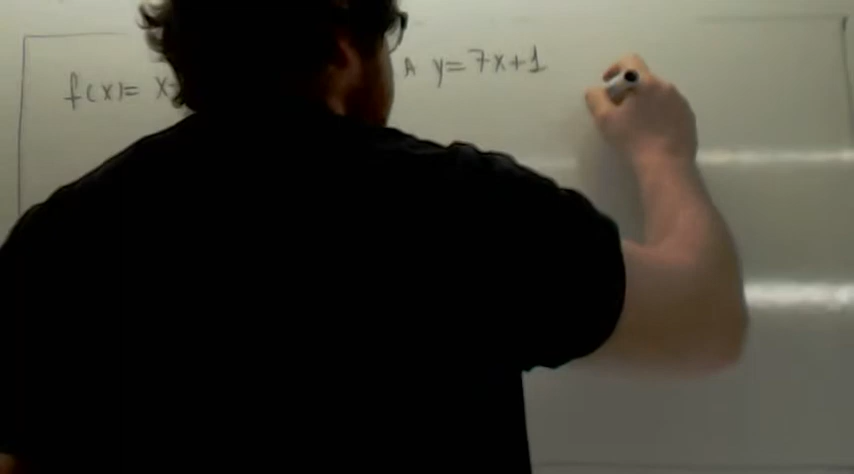 f(x)= x- A y=7x+1